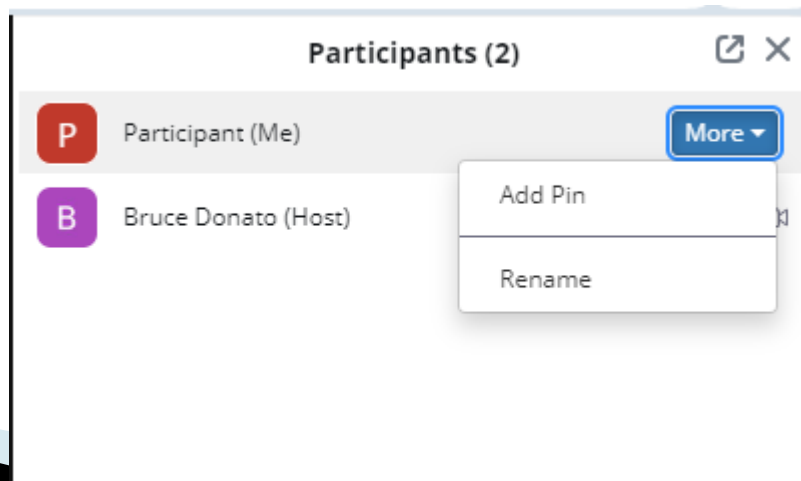 Participants (2)
P Participant (Me) More
Add Pin
B Bruce Donato (Host)
Rename